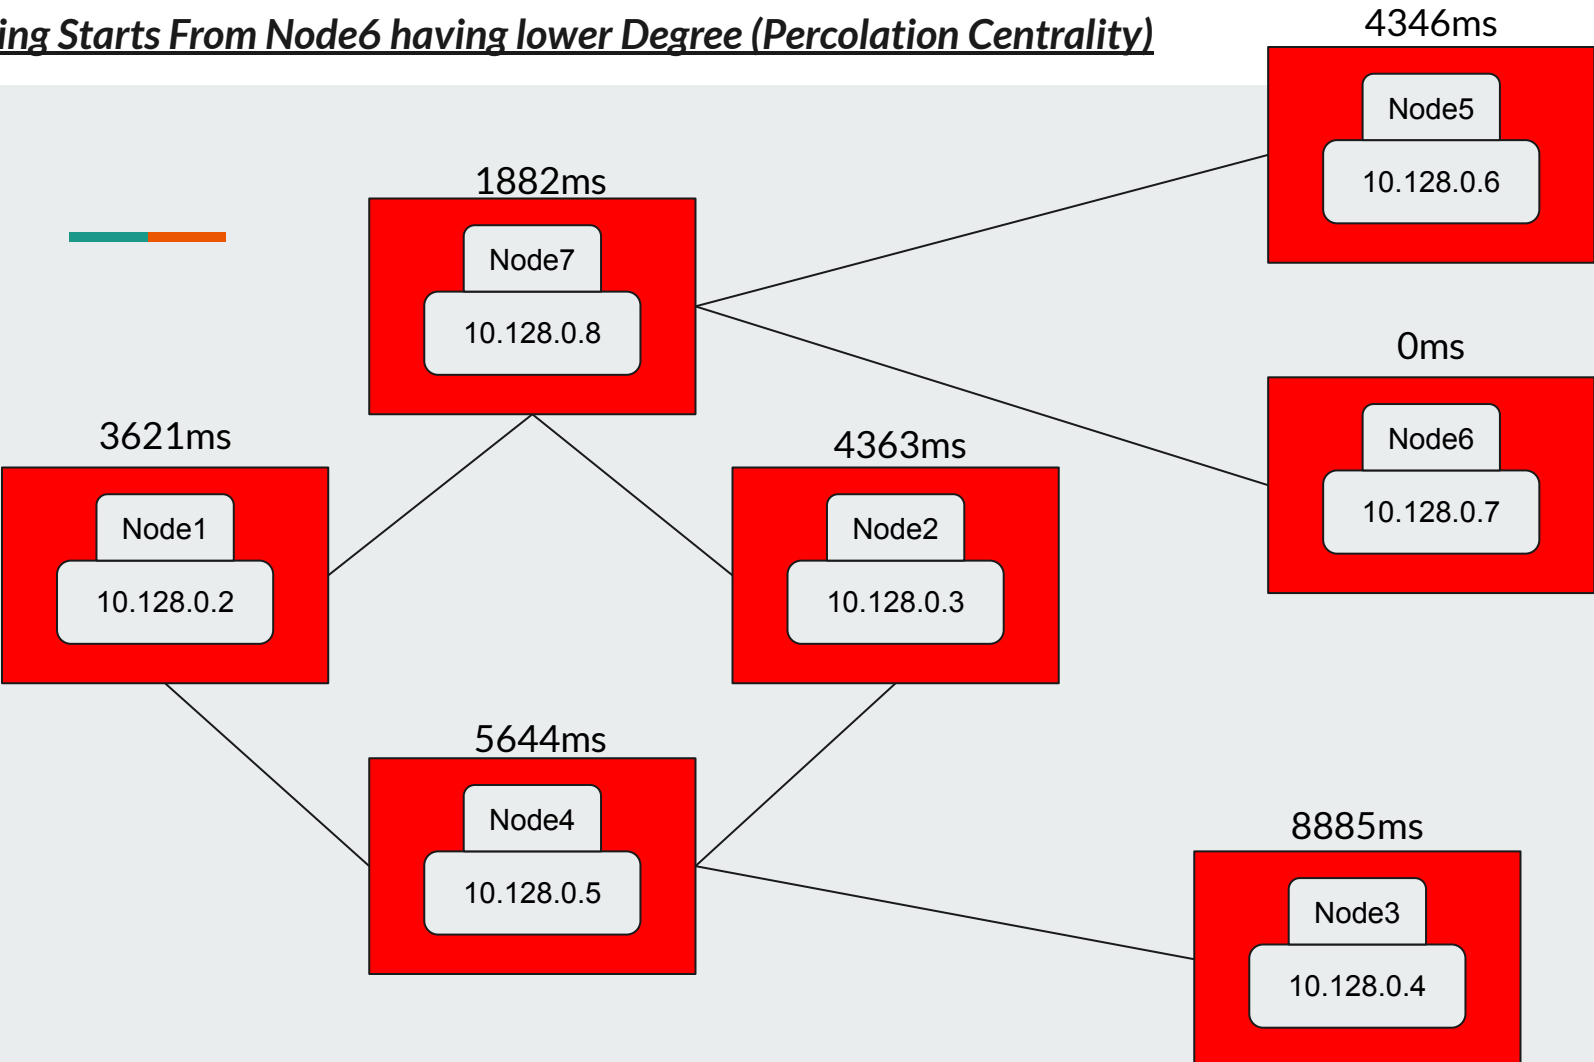 ing Starts From Node6 having lower Degree (Percolation Centrality)
4346ms
Node5
10.128.0.6
1882ms
Node7
10.128.0.8
0ms
Node6
10.128.0.7
3621ms
Node1
10.128.0.2
4363ms
Node2
10.128.0.3
5644ms
Node4
10.128.0.5
8885ms
Node3
10.128.0.4